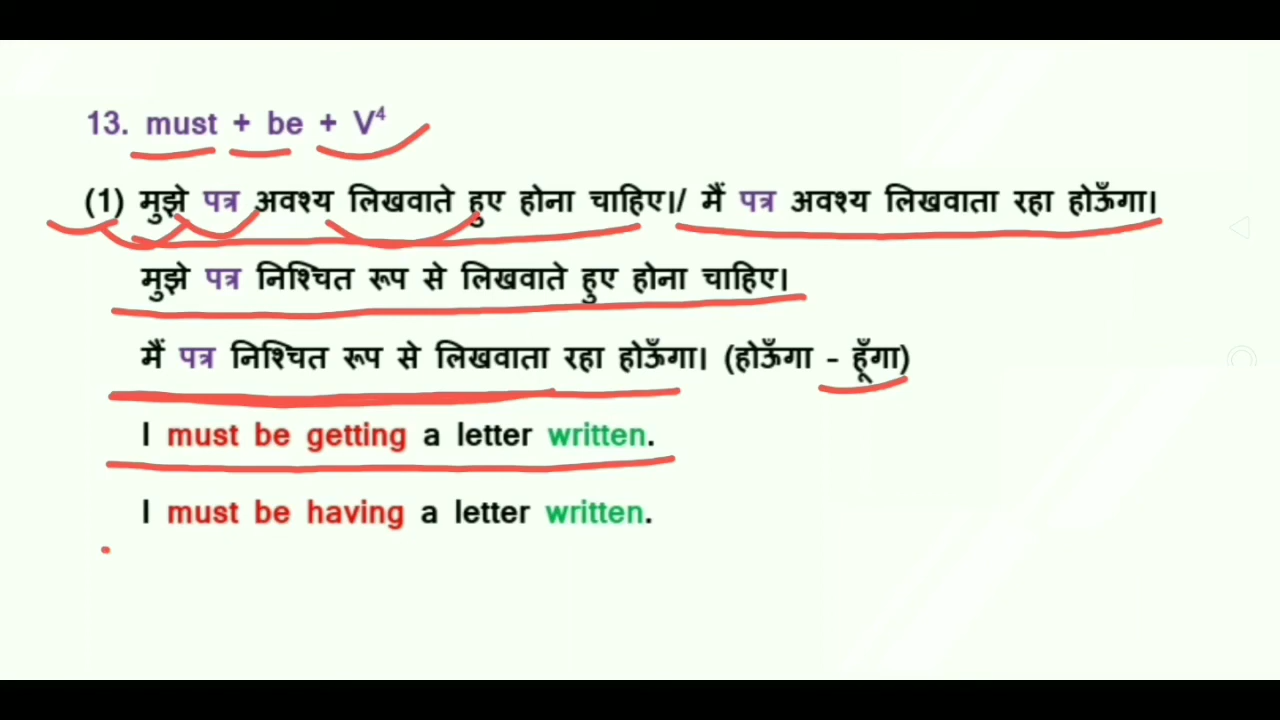 13. must + be + V⁴
(1) मुझे पत्र अवश्य लिखवाते हुए होना चाहिए।/ मैं पत्र अवश्य लिखवाता रहा होऊँगा।
मुझे पत्र निश्चित रूप से लिखवाते हुए होना चाहिए।
मैं पत्र निश्चित रूप से लिखवाता रहा होऊँगा। (होऊँगा - हूँगा)
I must be getting a letter written.
I must be having a letter written.